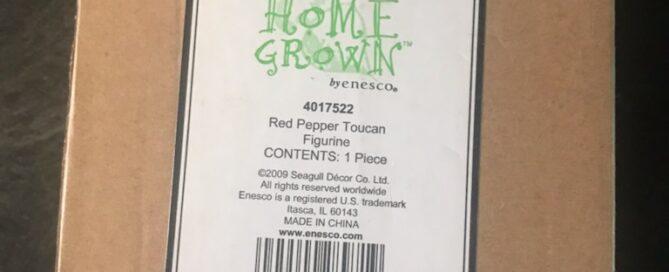 HOME
GROWN™
by enesco®
4017522
Red Pepper Toucan
Figurine
CONTENTS: 1 Piece
©2009 Seagull Décor Co. Ltd.
All rights reserved worldwide
Enesco is a registered U.S. trademark
Itasca, IL 60143
MADE IN CHINA
www.enesco.com